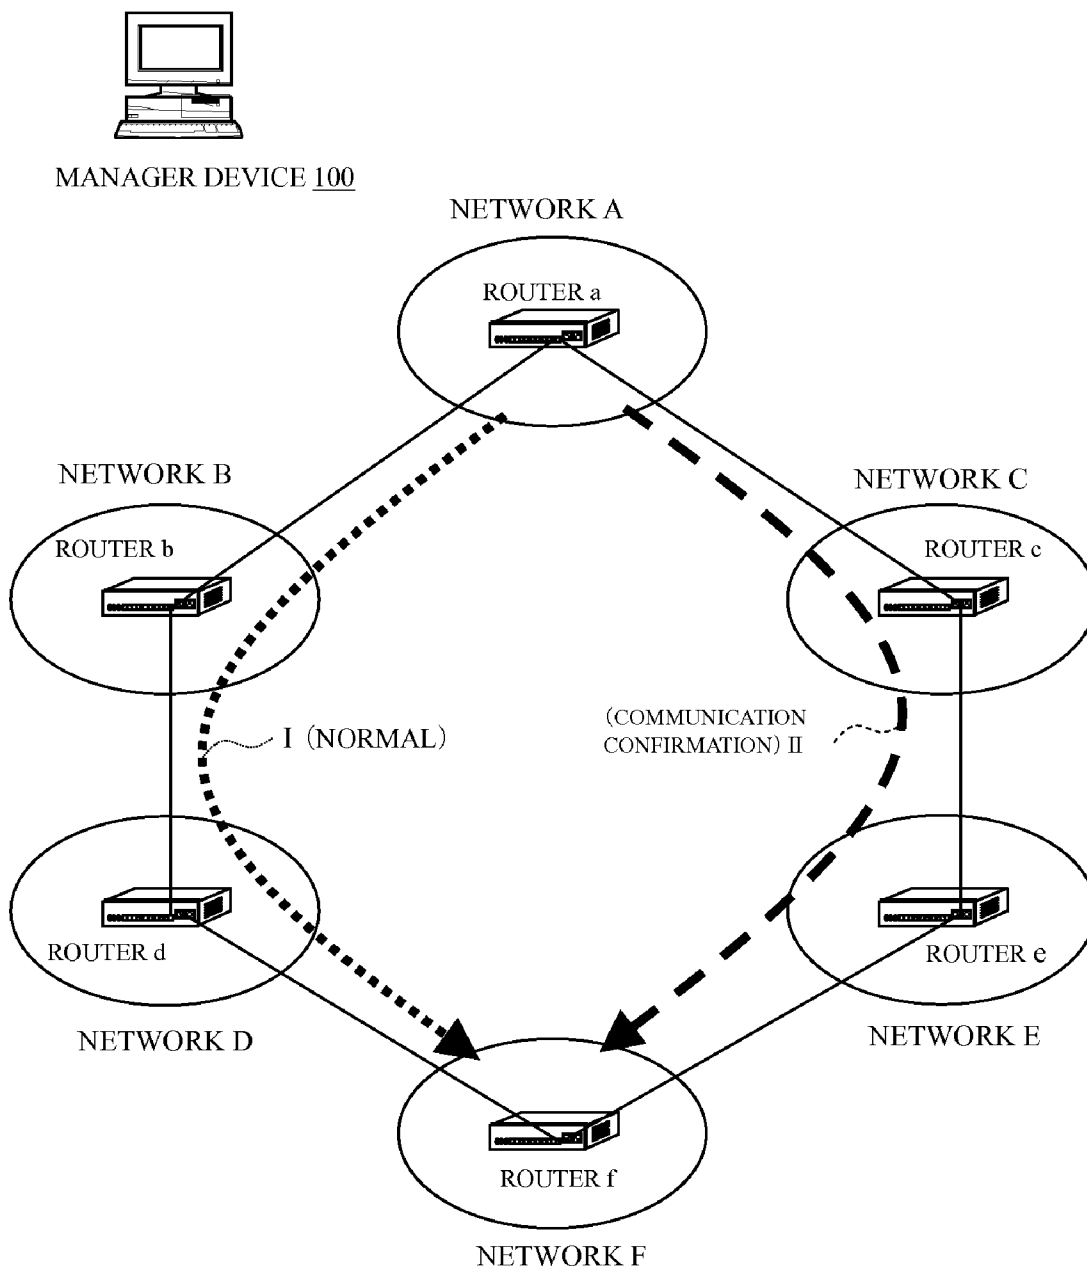 MANAGER DEVICE 100
NETWORK A
ROUTER a
NETWORK B
ROUTER b
NETWORK C
ROUTER c
I (NORMAL)
(COMMUNICATION
CONFIRMATION) II
ROUTER d
NETWORK D
ROUTER e
NETWORK E
ROUTER f
NETWORK F